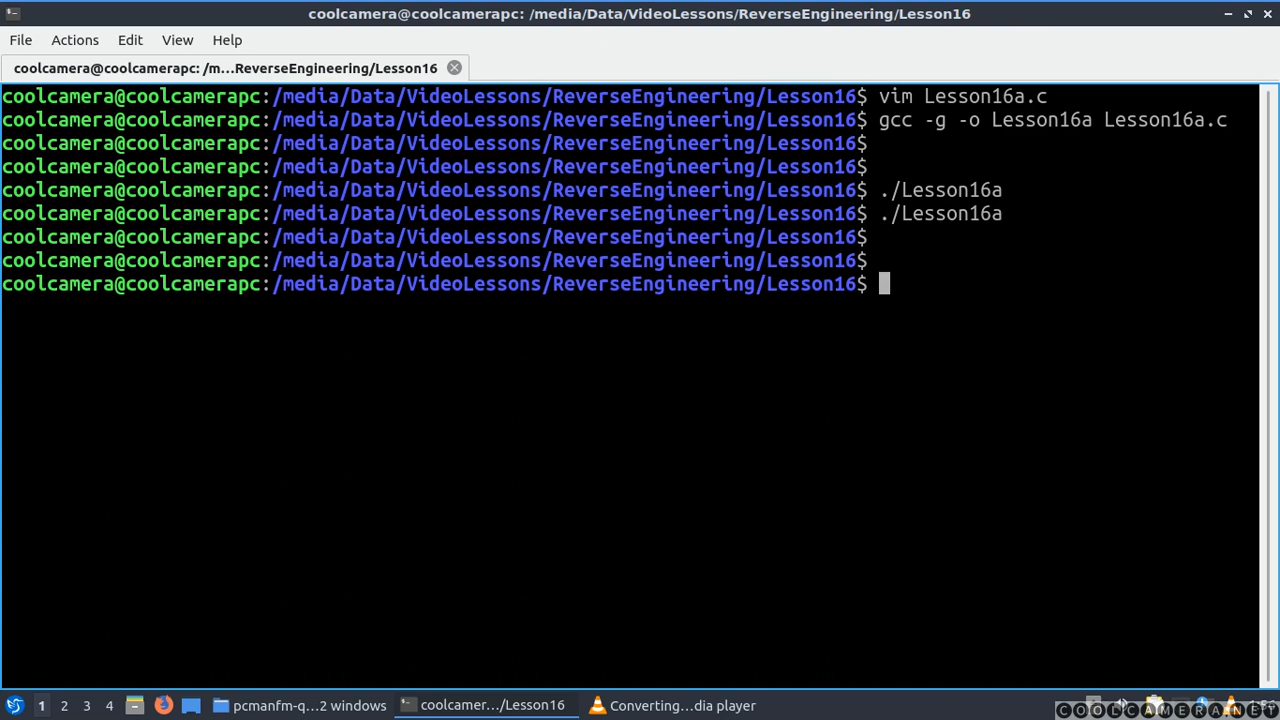 coolcamera@coolcamerapc: /media/Data/VideoLessons/ReverseEngineering/Lesson16
File Actions Edit View Help
coolcamera@coolcamerapc: /m...ReverseEngineering/Lesson16
coolcamera@coolcamerapc:/media/Data/VideoLessons/ReverseEngineering/Lesson16$ vim Lesson16a.c
coolcamera@coolcamerapc:/media/Data/VideoLessons/ReverseEngineering/Lesson16$ gcc -g -o Lesson16a Lesson16a.c
coolcamera@coolcamerapc:/media/Data/VideoLessons/ReverseEngineering/Lesson16$
coolcamera@coolcamerapc:/media/Data/VideoLessons/ReverseEngineering/Lesson16$
coolcamera@coolcamerapc:/media/Data/VideoLessons/ReverseEngineering/Lesson16$ ./Lesson16a
coolcamera@coolcamerapc:/media/Data/VideoLessons/ReverseEngineering/Lesson16$ ./Lesson16a
coolcamera@coolcamerapc:/media/Data/VideoLessons/ReverseEngineering/Lesson16$
coolcamera@coolcamerapc:/media/Data/VideoLessons/ReverseEngineering/Lesson16$
coolcamera@coolcamerapc:/media/Data/VideoLessons/ReverseEngineering/Lesson16$
1 2 3 4 pcmanfm-q...2 windows coolcamer.../Lesson16 Converting...dia player
COOLCAMERA.NET